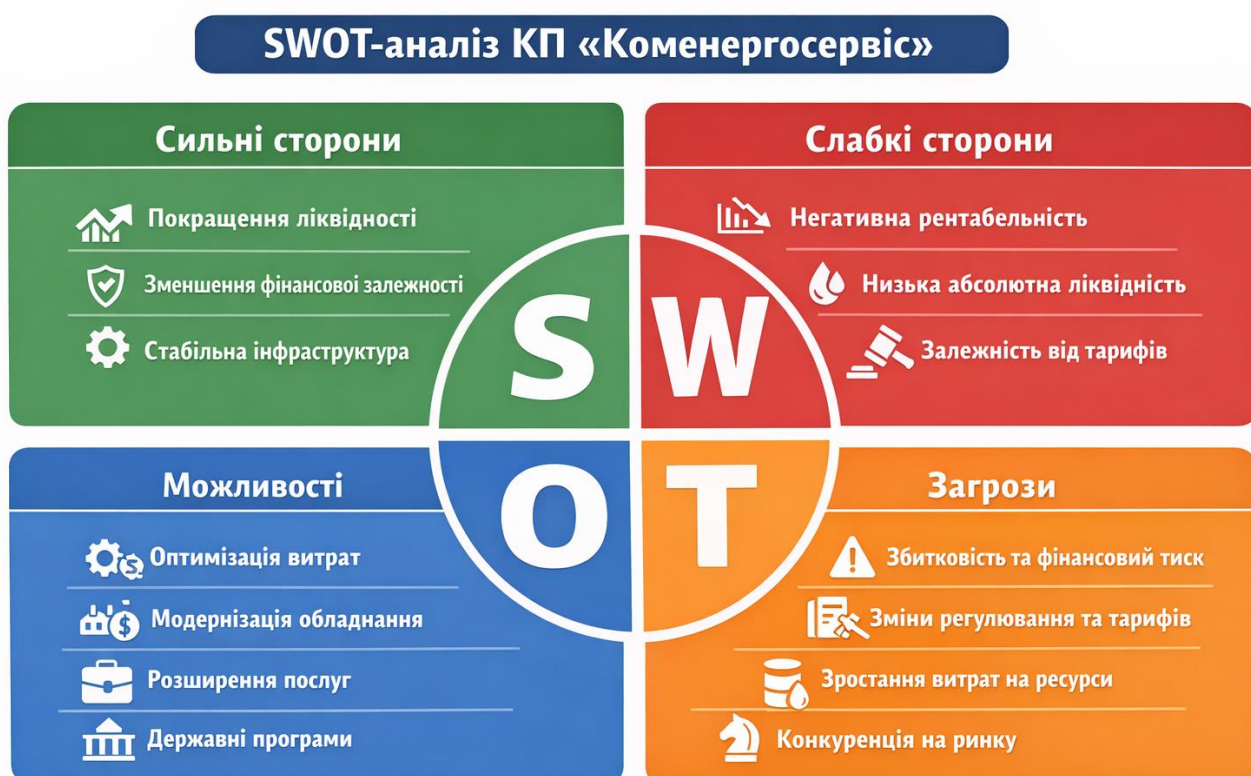 SWOT-аналіз КП «Коменергосервіс»
Сильні сторони
Покращення ліквідності
Зменшення фінансової залежності
Стабільна інфраструктура
Слабкі сторони
Негативна рентабельність
Низька абсолютна ліквідність
Залежність від тарифів
S W
O T
Можливості
$ Оптимізація витрат
$ Модернізація обладнання
Розширення послуг
Державні програми
Загрози
Збитковість та фінансовий тиск
Зміни регулювання та тарифів
Зростання витрат на ресурси
Конкуренція на ринку